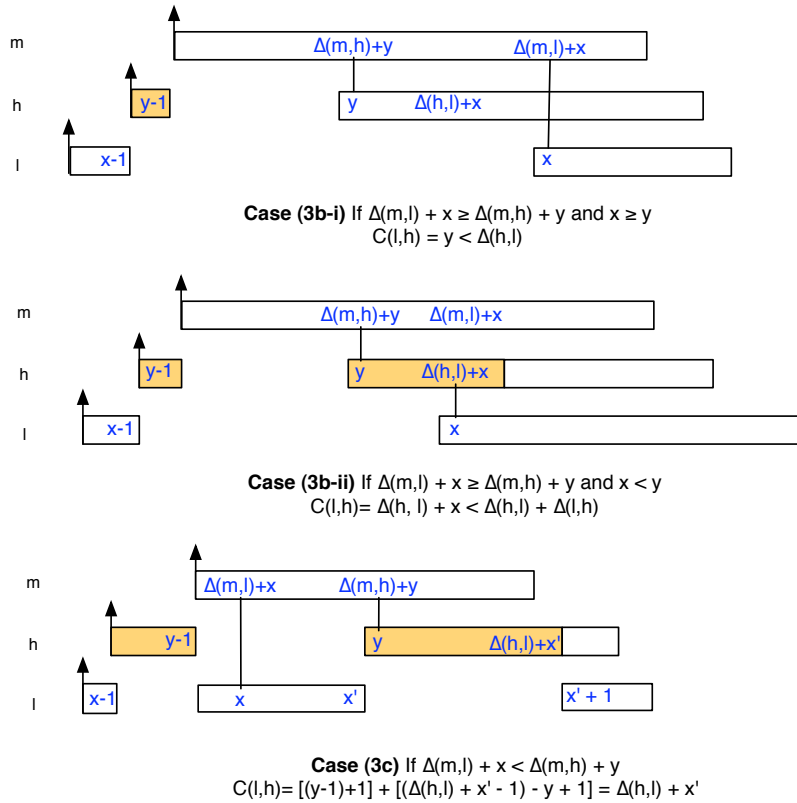 m Δ(m,h)+y Δ(m,l)+x
h y-1 y Δ(h,l)+x
l x-1 x
Case (3b-i) If Δ(m,l) + x ≥ Δ(m,h) + y and x ≥ y
C(l,h) = y < Δ(h,l)
m Δ(m,h)+y Δ(m,l)+x
h y-1 y Δ(h,l)+x
l x-1 x
Case (3b-ii) If Δ(m,l) + x ≥ Δ(m,h) + y and x < y
C(l,h)= Δ(h, l) + x < Δ(h,l) + Δ(l,h)
m Δ(m,l)+x Δ(m,h)+y
h y-1 y Δ(h,l)+x'
l x-1 x x' x' + 1
Case (3c) If Δ(m,l) + x < Δ(m,h) + y
C(l,h)= [(y-1)+1] + [(Δ(h,l) + x' - 1) - y + 1] = Δ(h,l) + x'